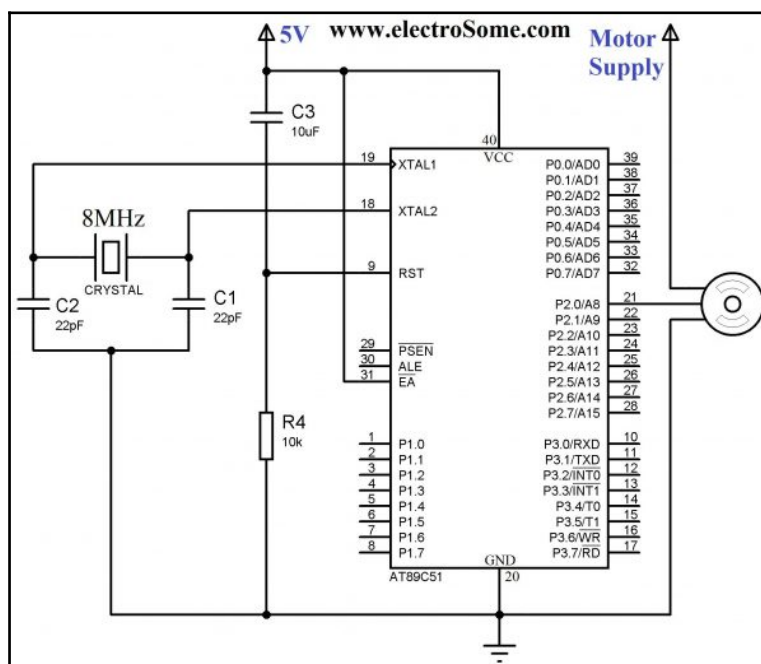 5V
www.electroSome.com
Motor
Supply
C3
10uF
40
VCC
19
XTAL1
18
XTAL2
8MHz
CRYSTAL
C2
22pF
C1
22pF
9
RST
29
PSEN
30
ALE
31
EA
R4
10k
1
P1.0
2
P1.1
3
P1.2
4
P1.3
5
P1.4
6
P1.5
7
P1.6
8
P1.7
P0.0/AD0
39
P0.1/AD1
38
P0.2/AD2
37
P0.3/AD3
36
P0.4/AD4
35
P0.5/AD5
34
P0.6/AD6
33
P0.7/AD7
32
P2.0/A8
21
P2.1/A9
22
P2.2/A10
23
P2.3/A11
24
P2.4/A12
25
P2.5/A13
26
P2.6/A14
27
P2.7/A15
28
P3.0/RXD
10
P3.1/TXD
11
P3.2/INT0
12
P3.3/INT1
13
P3.4/T0
14
P3.5/T1
15
P3.6/WR
16
P3.7/RD
17
GND
20
AT89C51